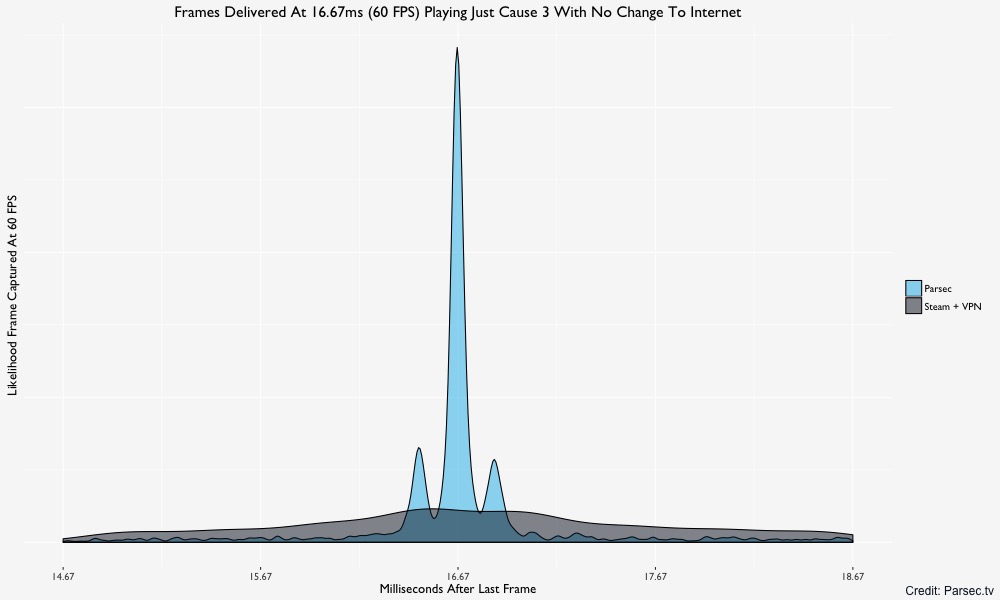 Frames Delivered At 16.67ms (60 FPS) Playing Just Cause 3 With No Change To Internet
Likelihood Frame Captured At 60 FPS
Parsec
Steam + VPN
14.67
15.67
16.67
17.67
18.67
Milliseconds After Last Frame
Credit: Parsec.tv